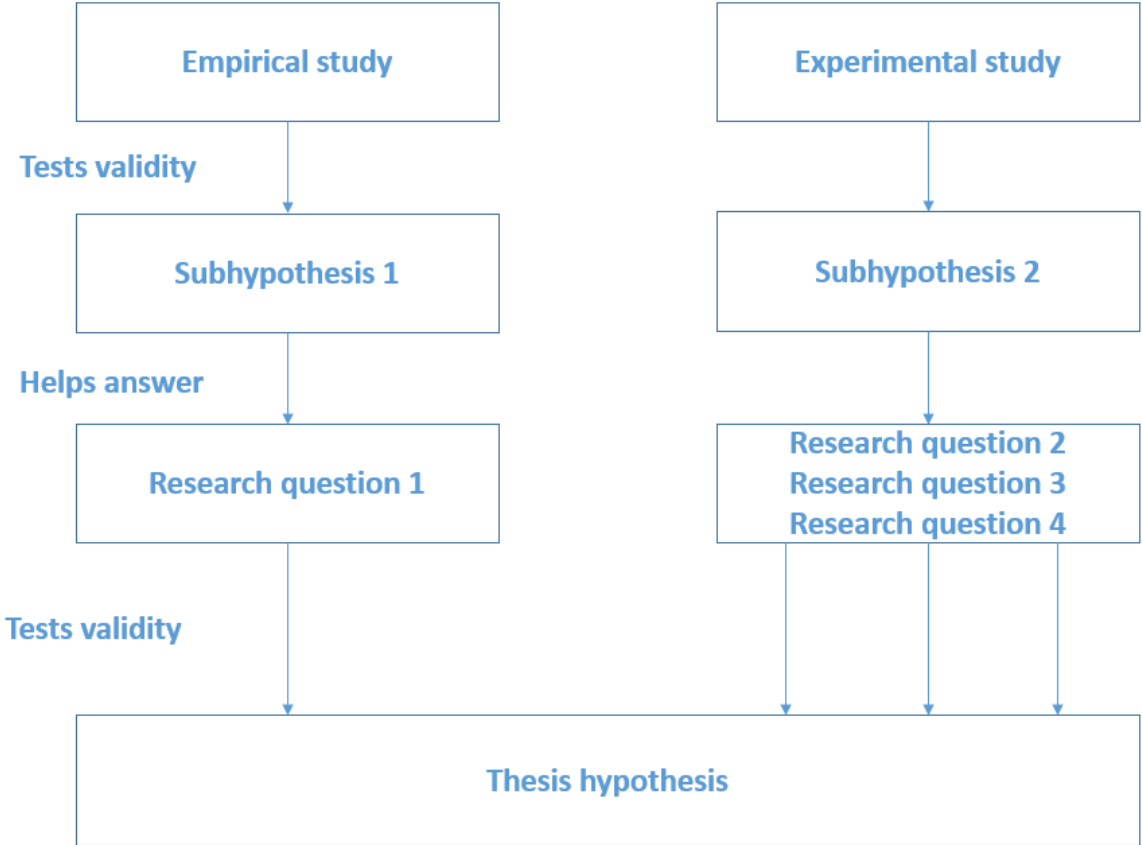 Empirical study
Experimental study
Tests validity
Subhypothesis 1
Subhypothesis 2
Helps answer
Research question 1
Research question 2
Research question 3
Research question 4
Tests validity
Thesis hypothesis